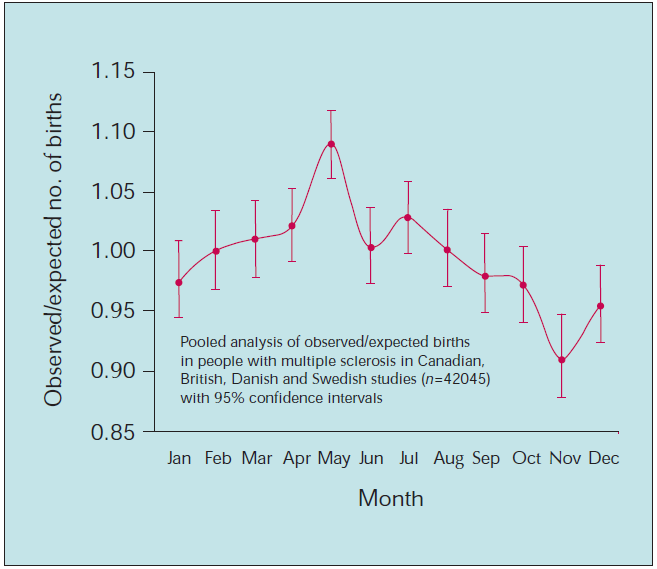 1.15
1.10
1.05
1.00
0.95
0.90
0.85
Observed/expected no. of births
Pooled analysis of observed/expected births
in people with multiple sclerosis in Canadian,
British, Danish and Swedish studies (n=42045)
with 95% confidence intervals
Jan Feb Mar Apr May Jun Jul Aug Sep Oct Nov Dec
Month